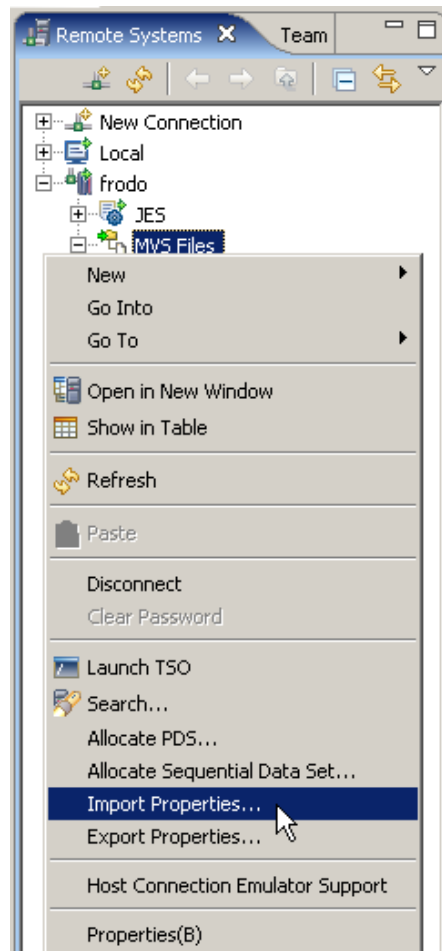 Remote Systems Team
New Connection
Local
frodo
JES
MVS Files
New
Go Into
Go To
Open in New Window
Show in Table
Refresh
Paste
Disconnect
Clear Password
Launch TSO
Search...
Allocate PDS...
Allocate Sequential Data Set...
Import Properties...
Export Properties...
Host Connection Emulator Support
Properties(B)